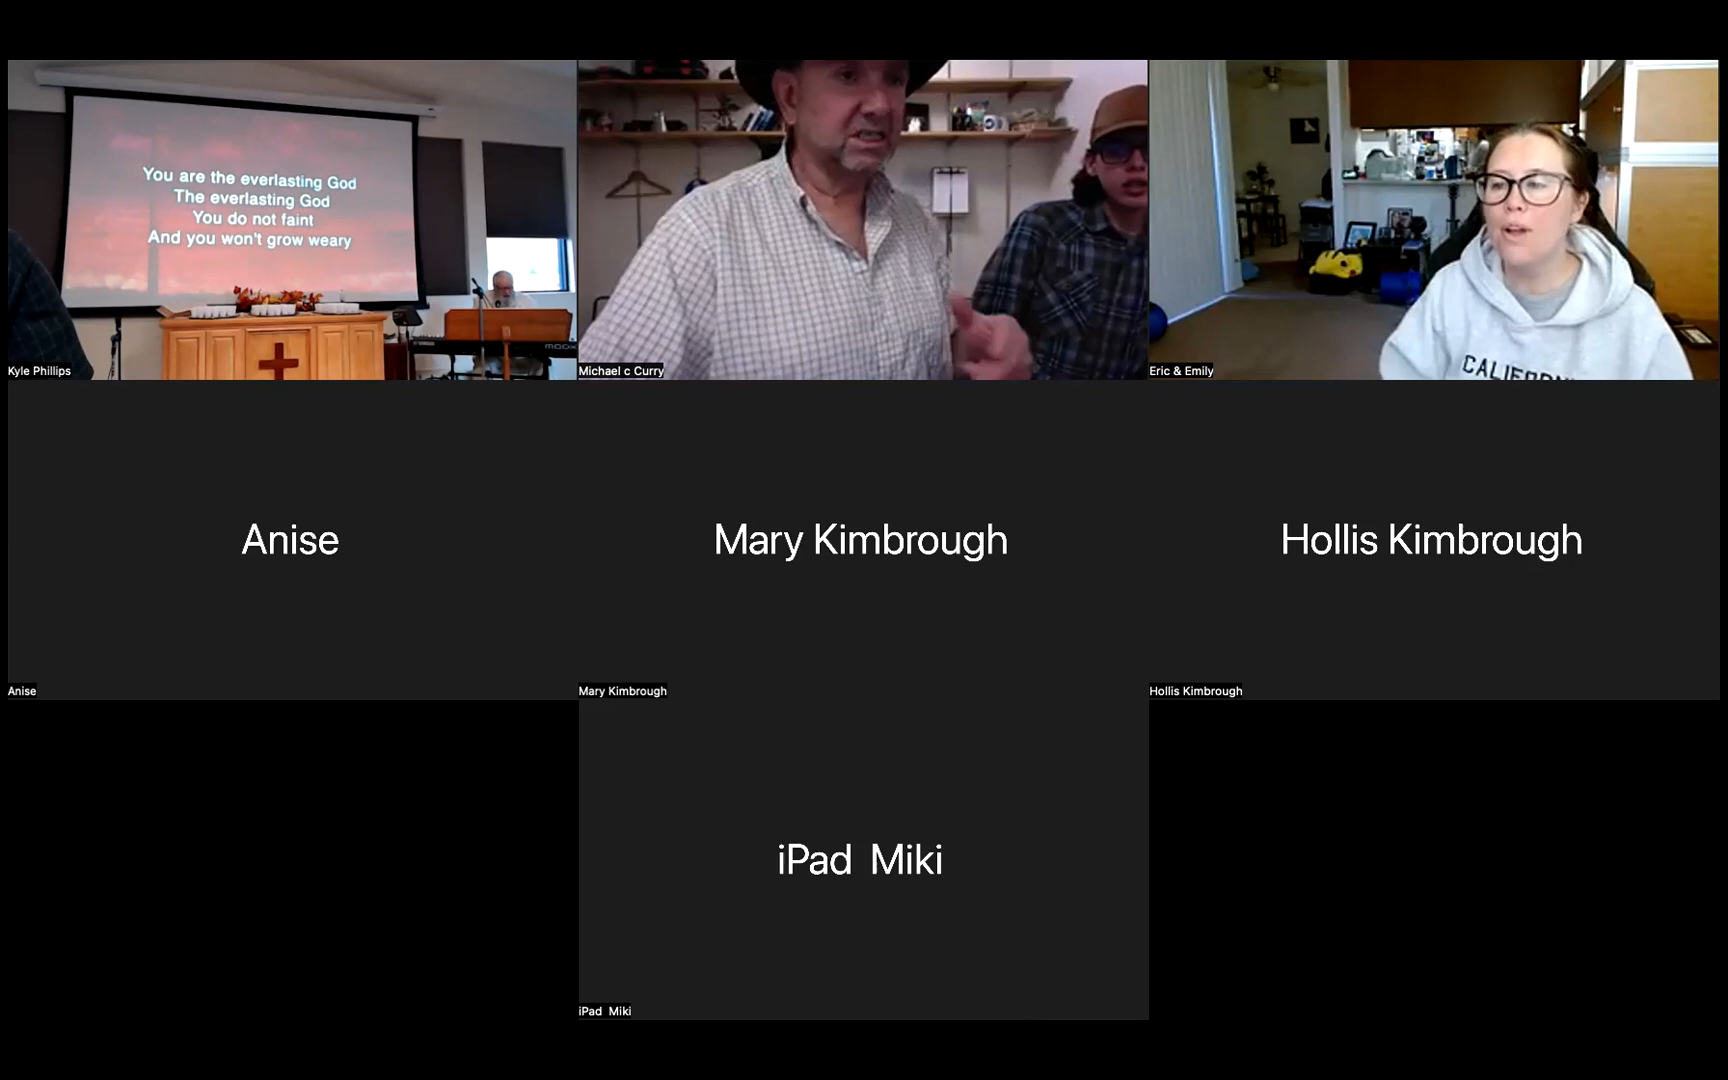 You are the everlasting God
The everlasting God
You do not faint
And you won't grow weary
Kyle Phillips
Michael c Curry
CALIFORN
Eric & Emily
Anise
Mary Kimbrough
Hollis Kimbrough
Anise
Mary Kimbrough
Hollis Kimbrough
iPad Miki
iPad Miki